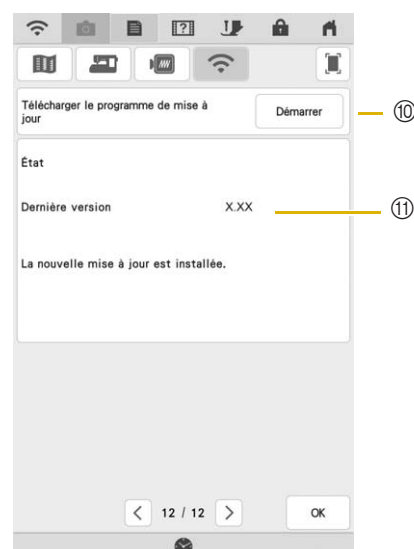 Télécharger le programme de mise à
jour
Démarrer
⑩
État
Dernière version X.XX
⑪
La nouvelle mise à jour est installée.
12 / 12
OK